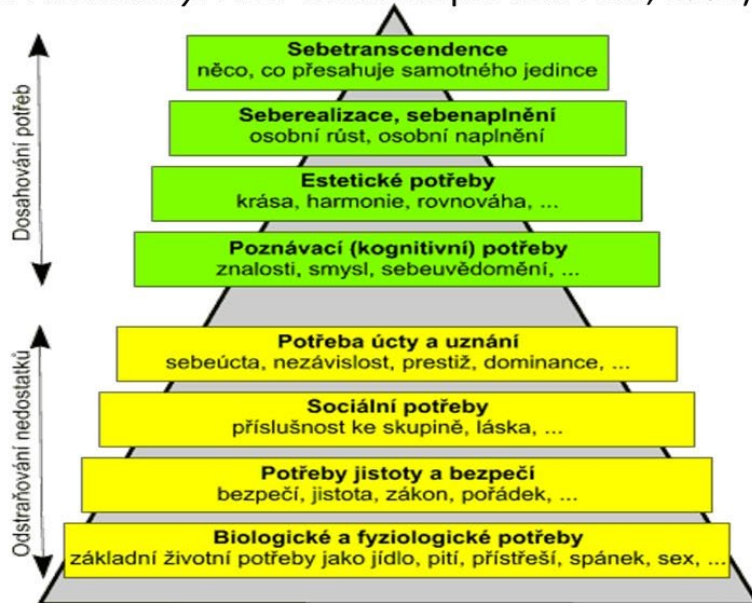 Sebetranscendence
něco, co přesahuje samotného jedince
Seberealizace, sebenaplnění
osobní růst, osobní naplnění
Estetické potřeby
krása, harmonie, rovnováha, ...
Poznávací (kognitivní) potřeby
znalosti, smysl, sebeuvědomění, ...
Dosahování potřeb
Potřeba úcty a uznání
sebeúcta, nezávislost, prestiž, dominance, ...
Sociální potřeby
příslušnost ke skupině, láska, ...
Potřeby jistoty a bezpečí
bezpečí, jistota, zákon, pořádek, ...
Biologické a fyziologické potřeby
základní životní potřeby jako jídlo, pití, přístřeší, spánek, sex, ...
Odstraňování nedostatků